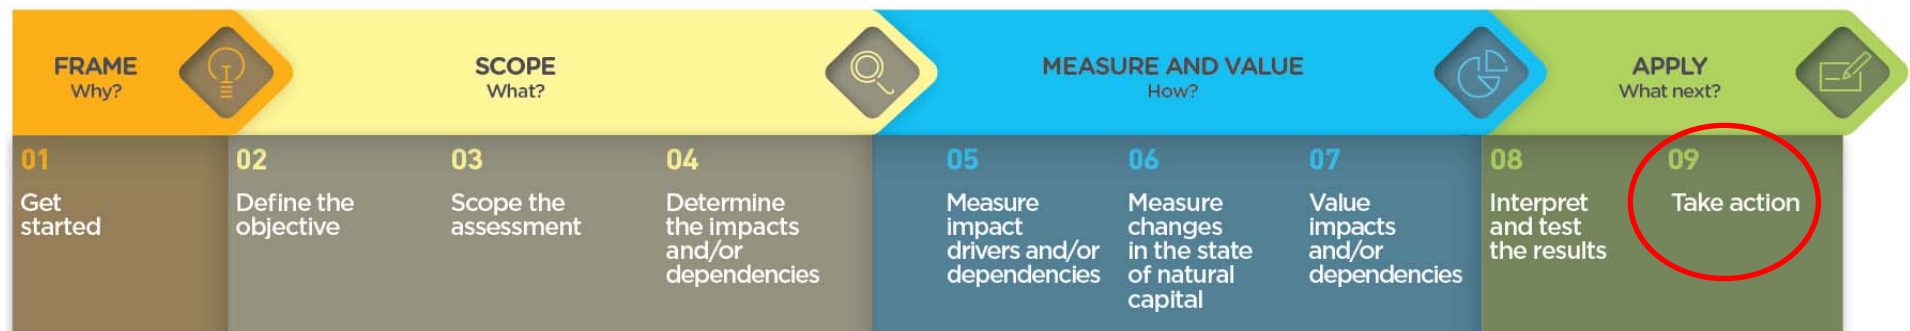 FRAME
Why?
SCOPE
What?
MEASURE AND VALUE
How?
APPLY
What next?
01
Get
started
02
Define the
objective
03
Scope the
assessment
04
Determine
the impacts
and/or
dependencies
05
Measure
impact
drivers and/or
dependencies
06
Measure
changes
in the state
of natural
capital
07
Value
impacts
and/or
dependencies
08
Interpret
and test
the results
09
Take action